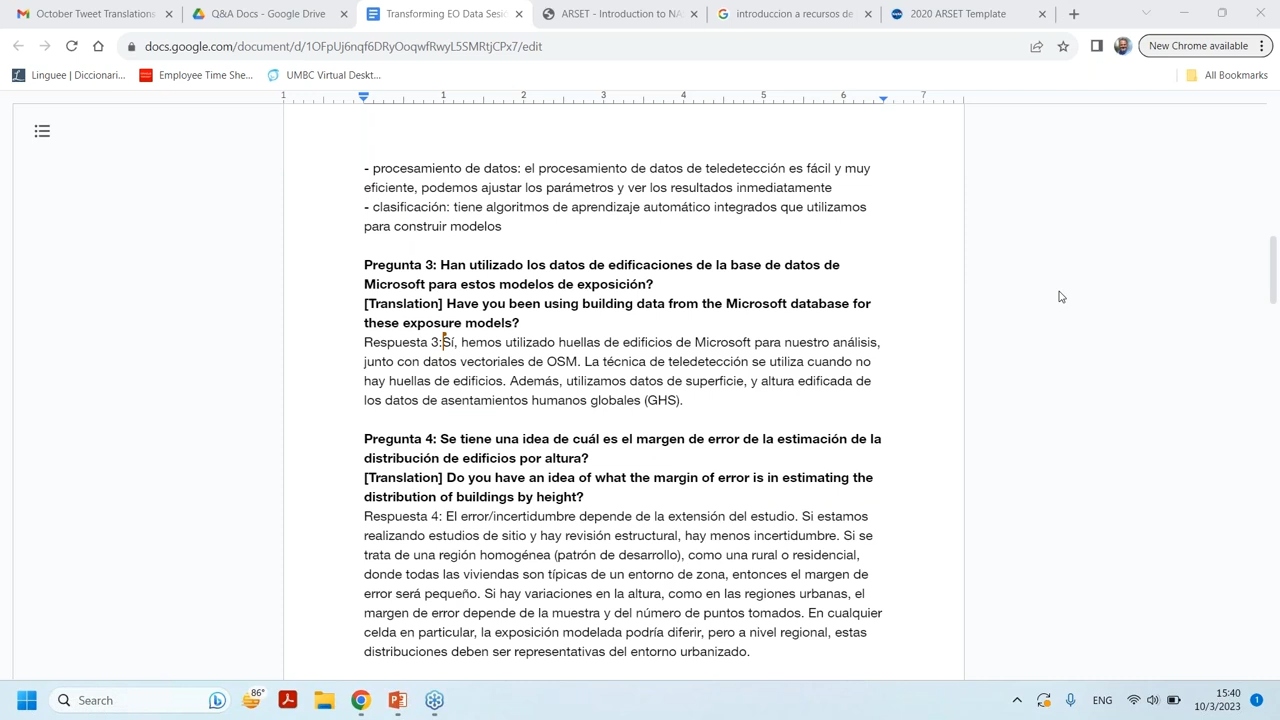 October Tweet Translations
Q&A Docs - Google Drive
Transforming EO Data Sesi
ARSET - Introduction to NA
introduccion a recursos de
2020 ARSET Template
docs.google.com/document/d/1OFpUj6nqf6DRyCoqwfRwyL5SMRtjCPx7/edit
New Chrome available
Linguee | Diccionari...
Employee Time She...
UMBC Virtual Deskt...
All Bookmarks
1 1 2 3 4 5 6 7
- procesamiento de datos: el procesamiento de datos de teledetección es fácil y muy
eficiente, podemos ajustar los parámetros y ver los resultados inmediatamente
- clasificación: tiene algoritmos de aprendizaje automático integrados que utilizamos
para construir modelos
Pregunta 3: Han utilizado los datos de edificaciones de la base de datos de
Microsoft para estos modelos de exposición?
[Translation] Have you been using building data from the Microsoft database for
these exposure models?
Respuesta 3:Sí, hemos utilizado huellas de edificios de Microsoft para nuestro análisis,
junto con datos vectoriales de OSM. La técnica de teledetección se utiliza cuando no
hay huellas de edificios. Además, utilizamos datos de superficie, y altura edificada de
los datos de asentamientos humanos globales (GHS).
Pregunta 4: Se tiene una idea de cuál es el margen de error de la estimación de la
distribución de edificios por altura?
[Translation] Do you have an idea of what the margin of error is in estimating the
distribution of buildings by height?
Respuesta 4: El error/incertidumbre depende de la extensión del estudio. Si estamos
realizando estudios de sitio y hay revisión estructural, hay menos incertidumbre. Si se
trata de una región homogénea (patrón de desarrollo), como una rural o residencial,
donde todas las viviendas son típicas de un entorno de zona, entonces el margen de
error será pequeño. Si hay variaciones en la altura, como en las regiones urbanas, el
margen de error depende de la muestra y del número de puntos tomados. En cualquier
celda en particular, la exposición modelada podría diferir, pero a nivel regional, estas
distribuciones deben ser representativas del entorno urbanizado.
Search
86°
ENG
15:40
10/3/2023
1